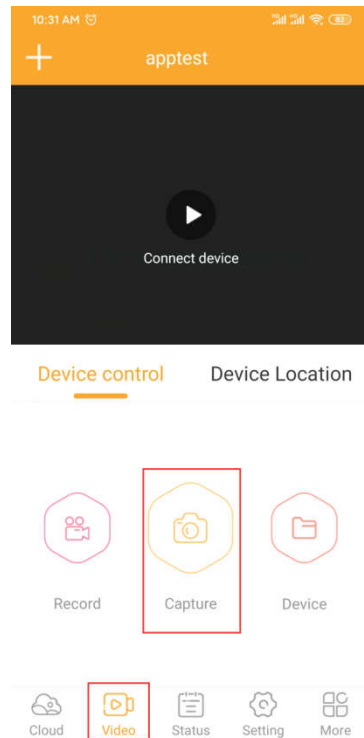 10:31 AM
apptest
Connect device
Device control Device Location
Record Capture Device
Cloud Video Status Setting More